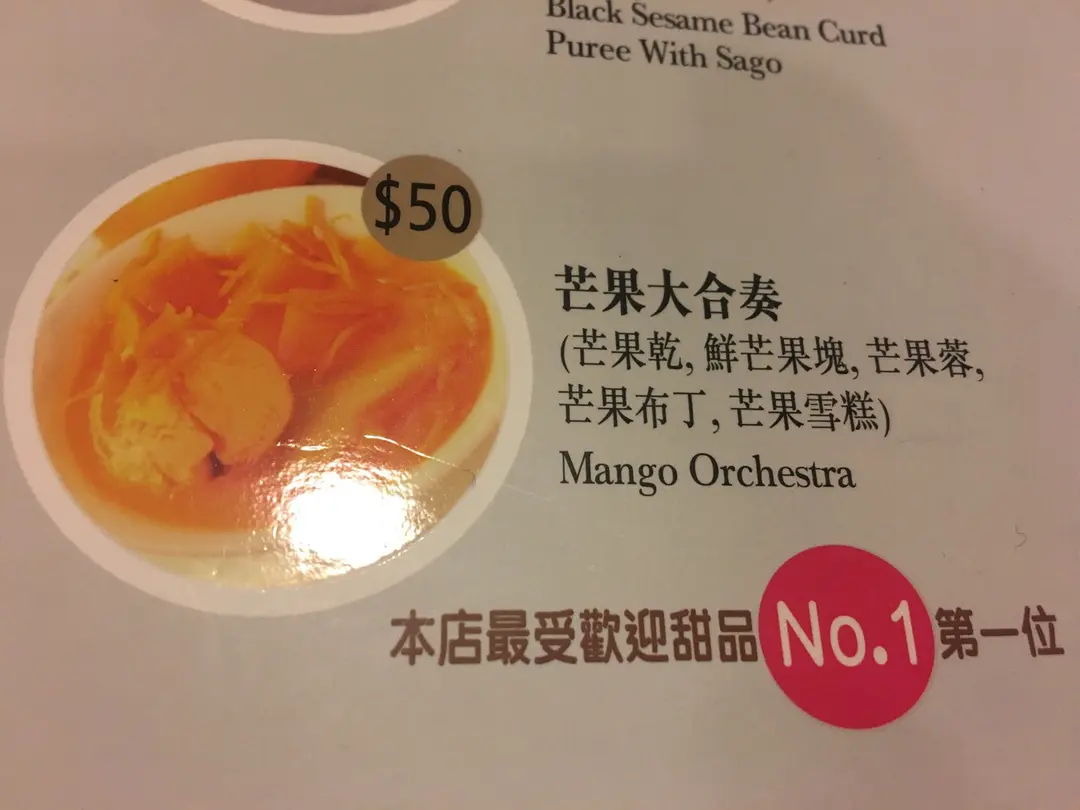 Black Sesame Bean Curd
Puree With Sago
$50
芒果大合奏
(芒果乾, 鮮芒果塊, 芒果蓉,
芒果布丁, 芒果雪糕)
Mango Orchestra
本店最受歡迎甜品 No.1 第一位